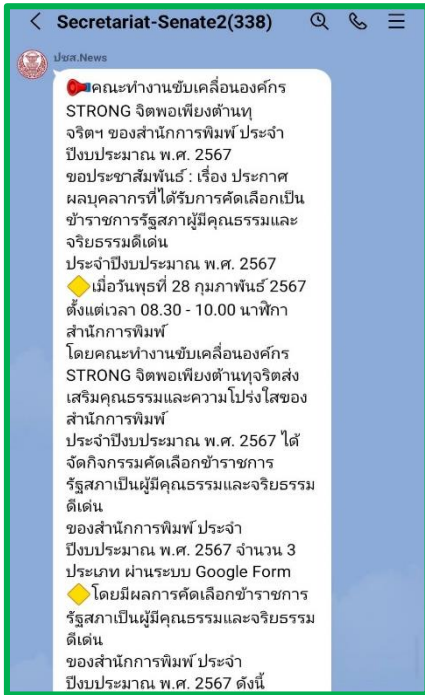 Secretariat-Senate2(338)
ปชส.News
คณะทำงานขับเคลื่อนองค์กร
STRONG จิตพอเพียงต้านทุ
จริตฯ ของสำนักการพิมพ์ ประจำ
ปีงบประมาณ พ.ศ. 2567
ขอประชาสัมพันธ์ : เรื่อง ประกาศ
ผลบุคลากรที่ได้รับการคัดเลือกเป็น
ข้าราชการรัฐสภาผู้มีคุณธรรมและ
จริยธรรมดีเด่น
ประจำปีงบประมาณ พ.ศ. 2567
เมื่อวันพุธที่ 28 กุมภาพันธ์ 2567
ตั้งแต่เวลา 08.30 - 10.00 นาฬิกา
สำนักการพิมพ์
โดยคณะทำงานขับเคลื่อนองค์กร
STRONG จิตพอเพียงต้านทุจริตส่ง
เสริมคุณธรรมและความโปร่งใสของ
สำนักการพิมพ์
ประจำปีงบประมาณ พ.ศ. 2567 ได้
จัดกิจกรรมคัดเลือกข้าราชการ
รัฐสภาเป็นผู้มีคุณธรรมและจริยธรรม
ดีเด่น
ของสำนักการพิมพ์ ประจำ
ปีงบประมาณ พ.ศ. 2567 จำนวน 3
ประเภท ผ่านระบบ Google Form
โดยมีผลการคัดเลือกข้าราชการ
รัฐสภาเป็นผู้มีคุณธรรมและจริยธรรม
ดีเด่น
ของสำนักการพิมพ์ ประจำ
ปีงบประมาณ พ.ศ. 2567 ดังนี้